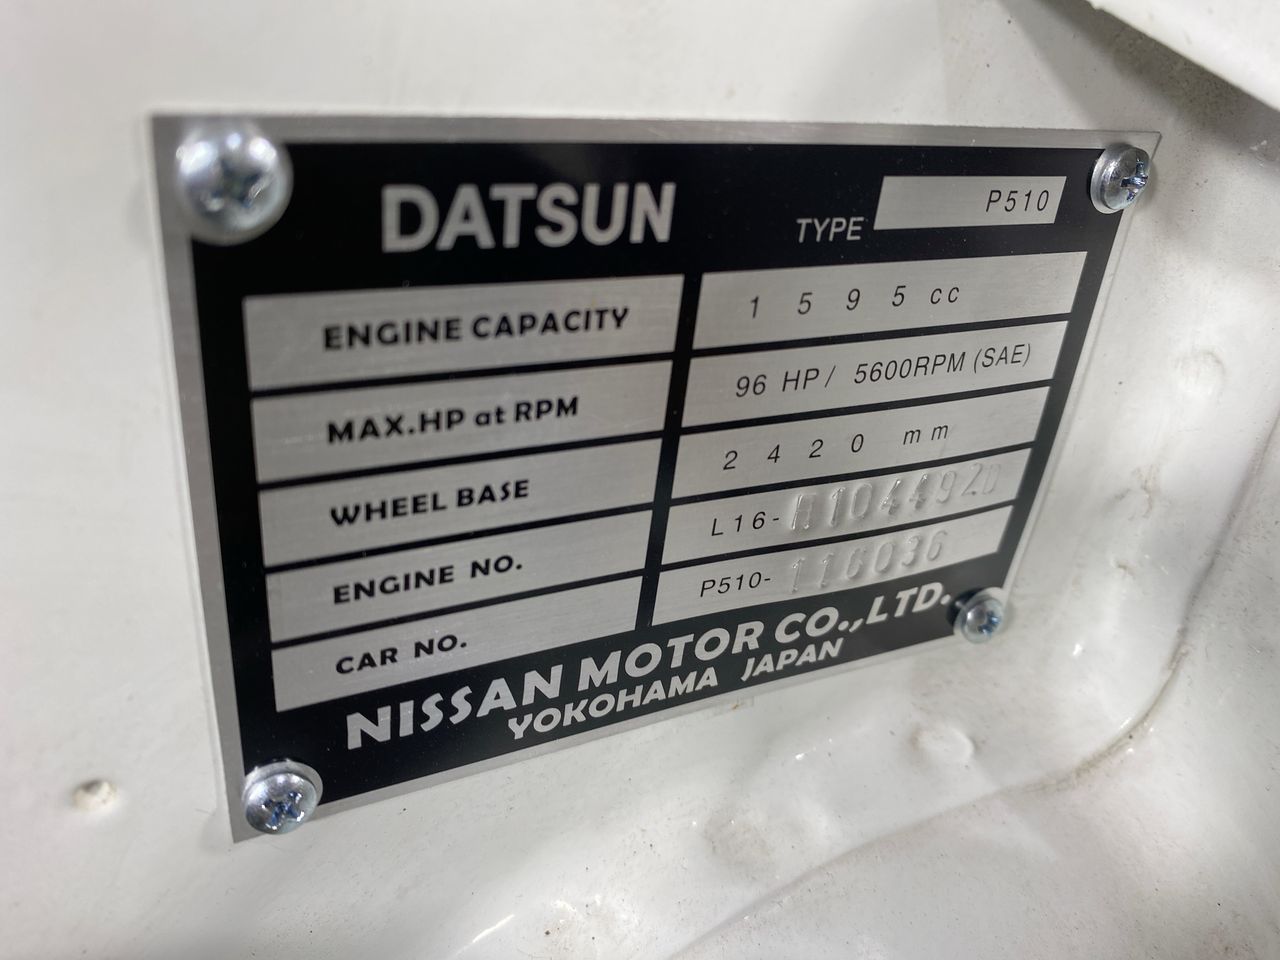 DATSUN TYPE P510
ENGINE CAPACITY 1 5 9 5 cc
MAX.HP at RPM 96 HP/ 5600RPM (SAE)
WHEEL BASE 2 4 2 0 mm
ENGINE NO. L16-
CAR NO. P510-116036
NISSAN MOTOR CO.,LTD.
YOKOHAMA JAPAN